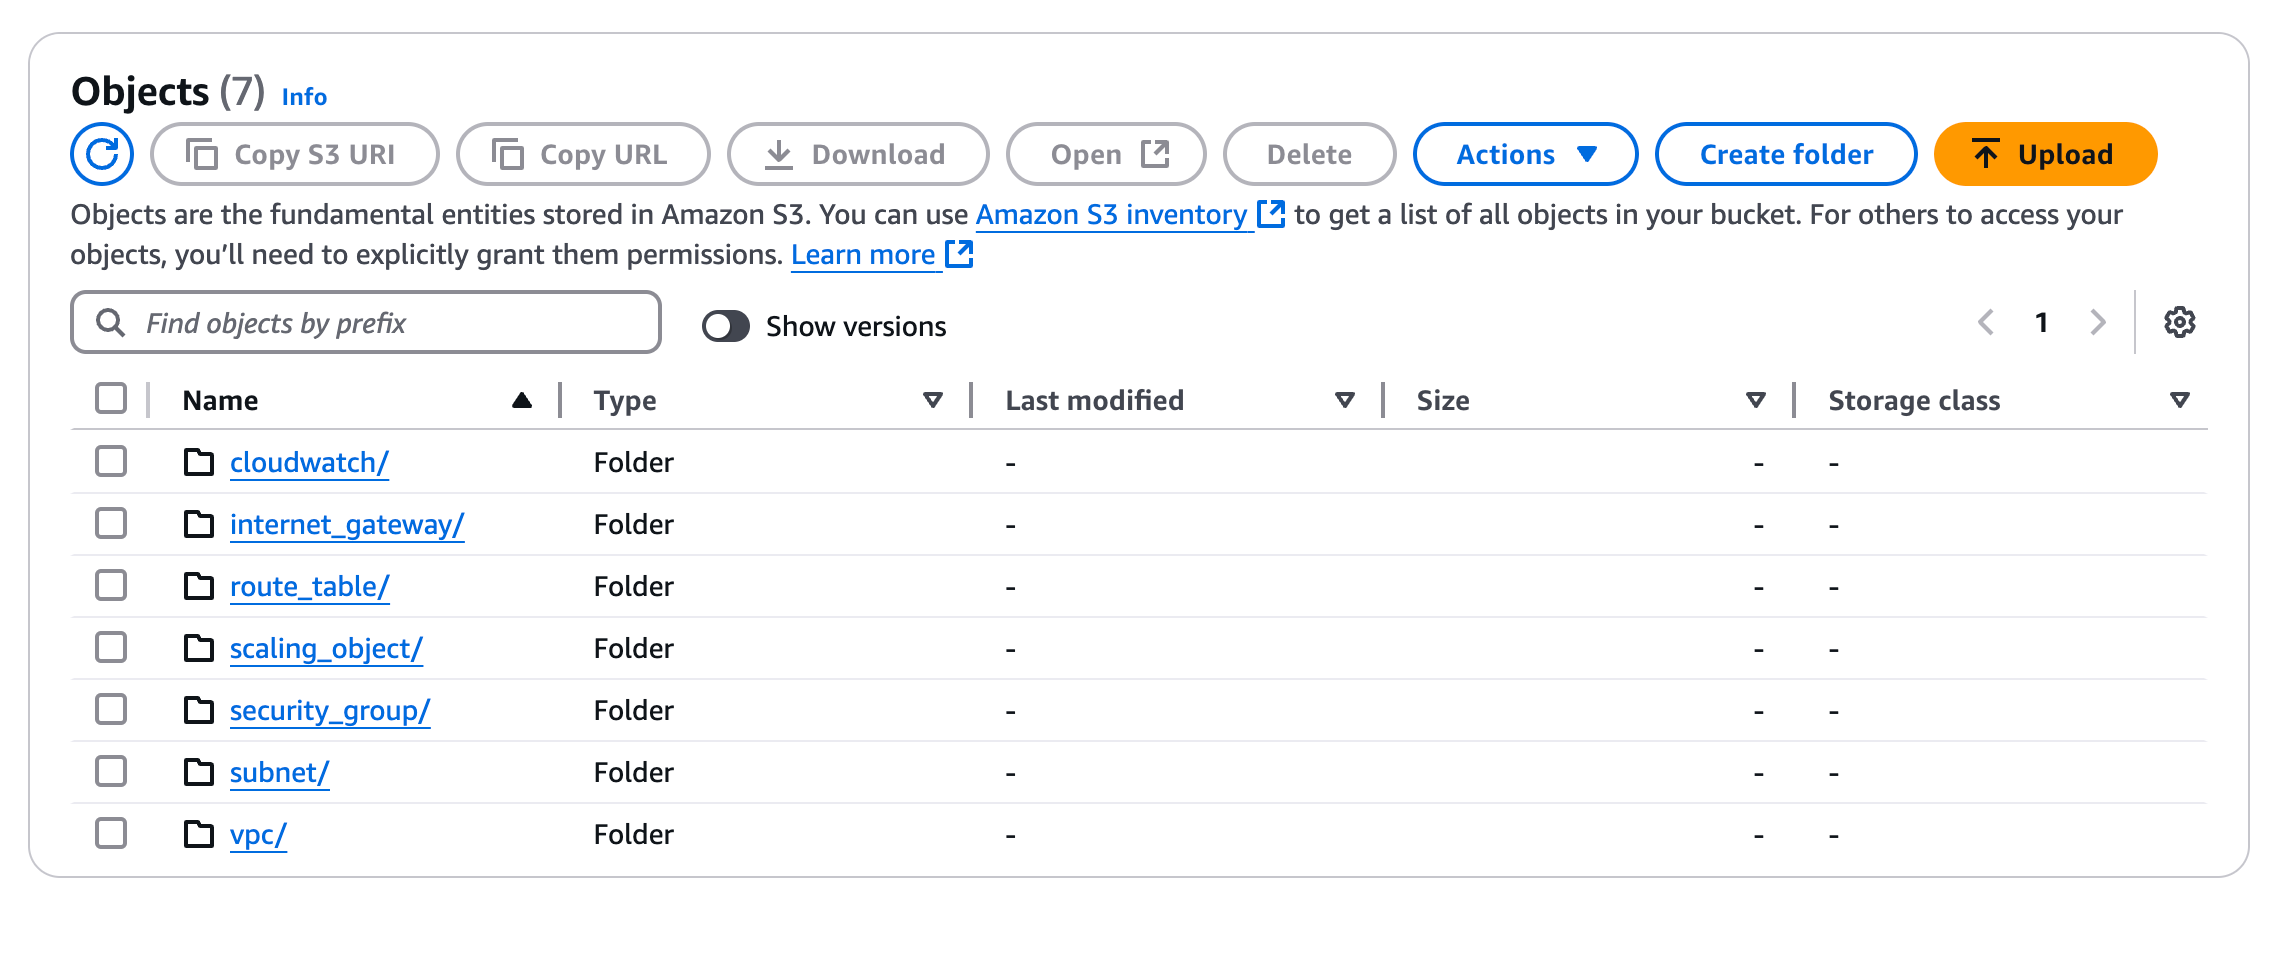 Objects (7) Info
Copy S3 URI Copy URL Download Open Delete Actions Create folder Upload
Objects are the fundamental entities stored in Amazon S3. You can use Amazon S3 inventory to get a list of all objects in your bucket. For others to access your
objects, you’ll need to explicitly grant them permissions. Learn more
Find objects by prefix Show versions 1
Name Type Last modified Size Storage class
cloudwatch/ Folder - - -
internet_gateway/ Folder - - -
route_table/ Folder - - -
scaling_object/ Folder - - -
security_group/ Folder - - -
subnet/ Folder - - -
vpc/ Folder - - -